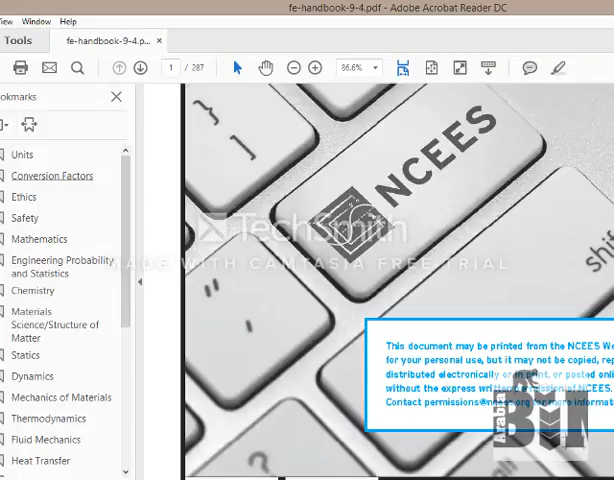 fe-handbook-9-4.pdf - Adobe Acrobat Reader DC
View Window Help
Tools
fe-handbook-9-4.p... ×
1 / 287
86.6%
Units
Conversion Factors
Ethics
Safety
Mathematics
Engineering Probability
and Statistics
Chemistry
Materials
Science/Structure of
Matter
Statics
Dynamics
Mechanics of Materials
Thermodynamics
Fluid Mechanics
Heat Transfer
NCEES
}
]
"
'
?
shif
TechSmith
MADE WITH CAMTASIA FREE TRIAL
This document may be printed from the NCEES We
for your personal use, but it may not be copied, rep
distributed electronically or in print, or posted onli
without the express written permission of NCEES.
Contact permissions@ncees.org for more informat
Arabia
BIM